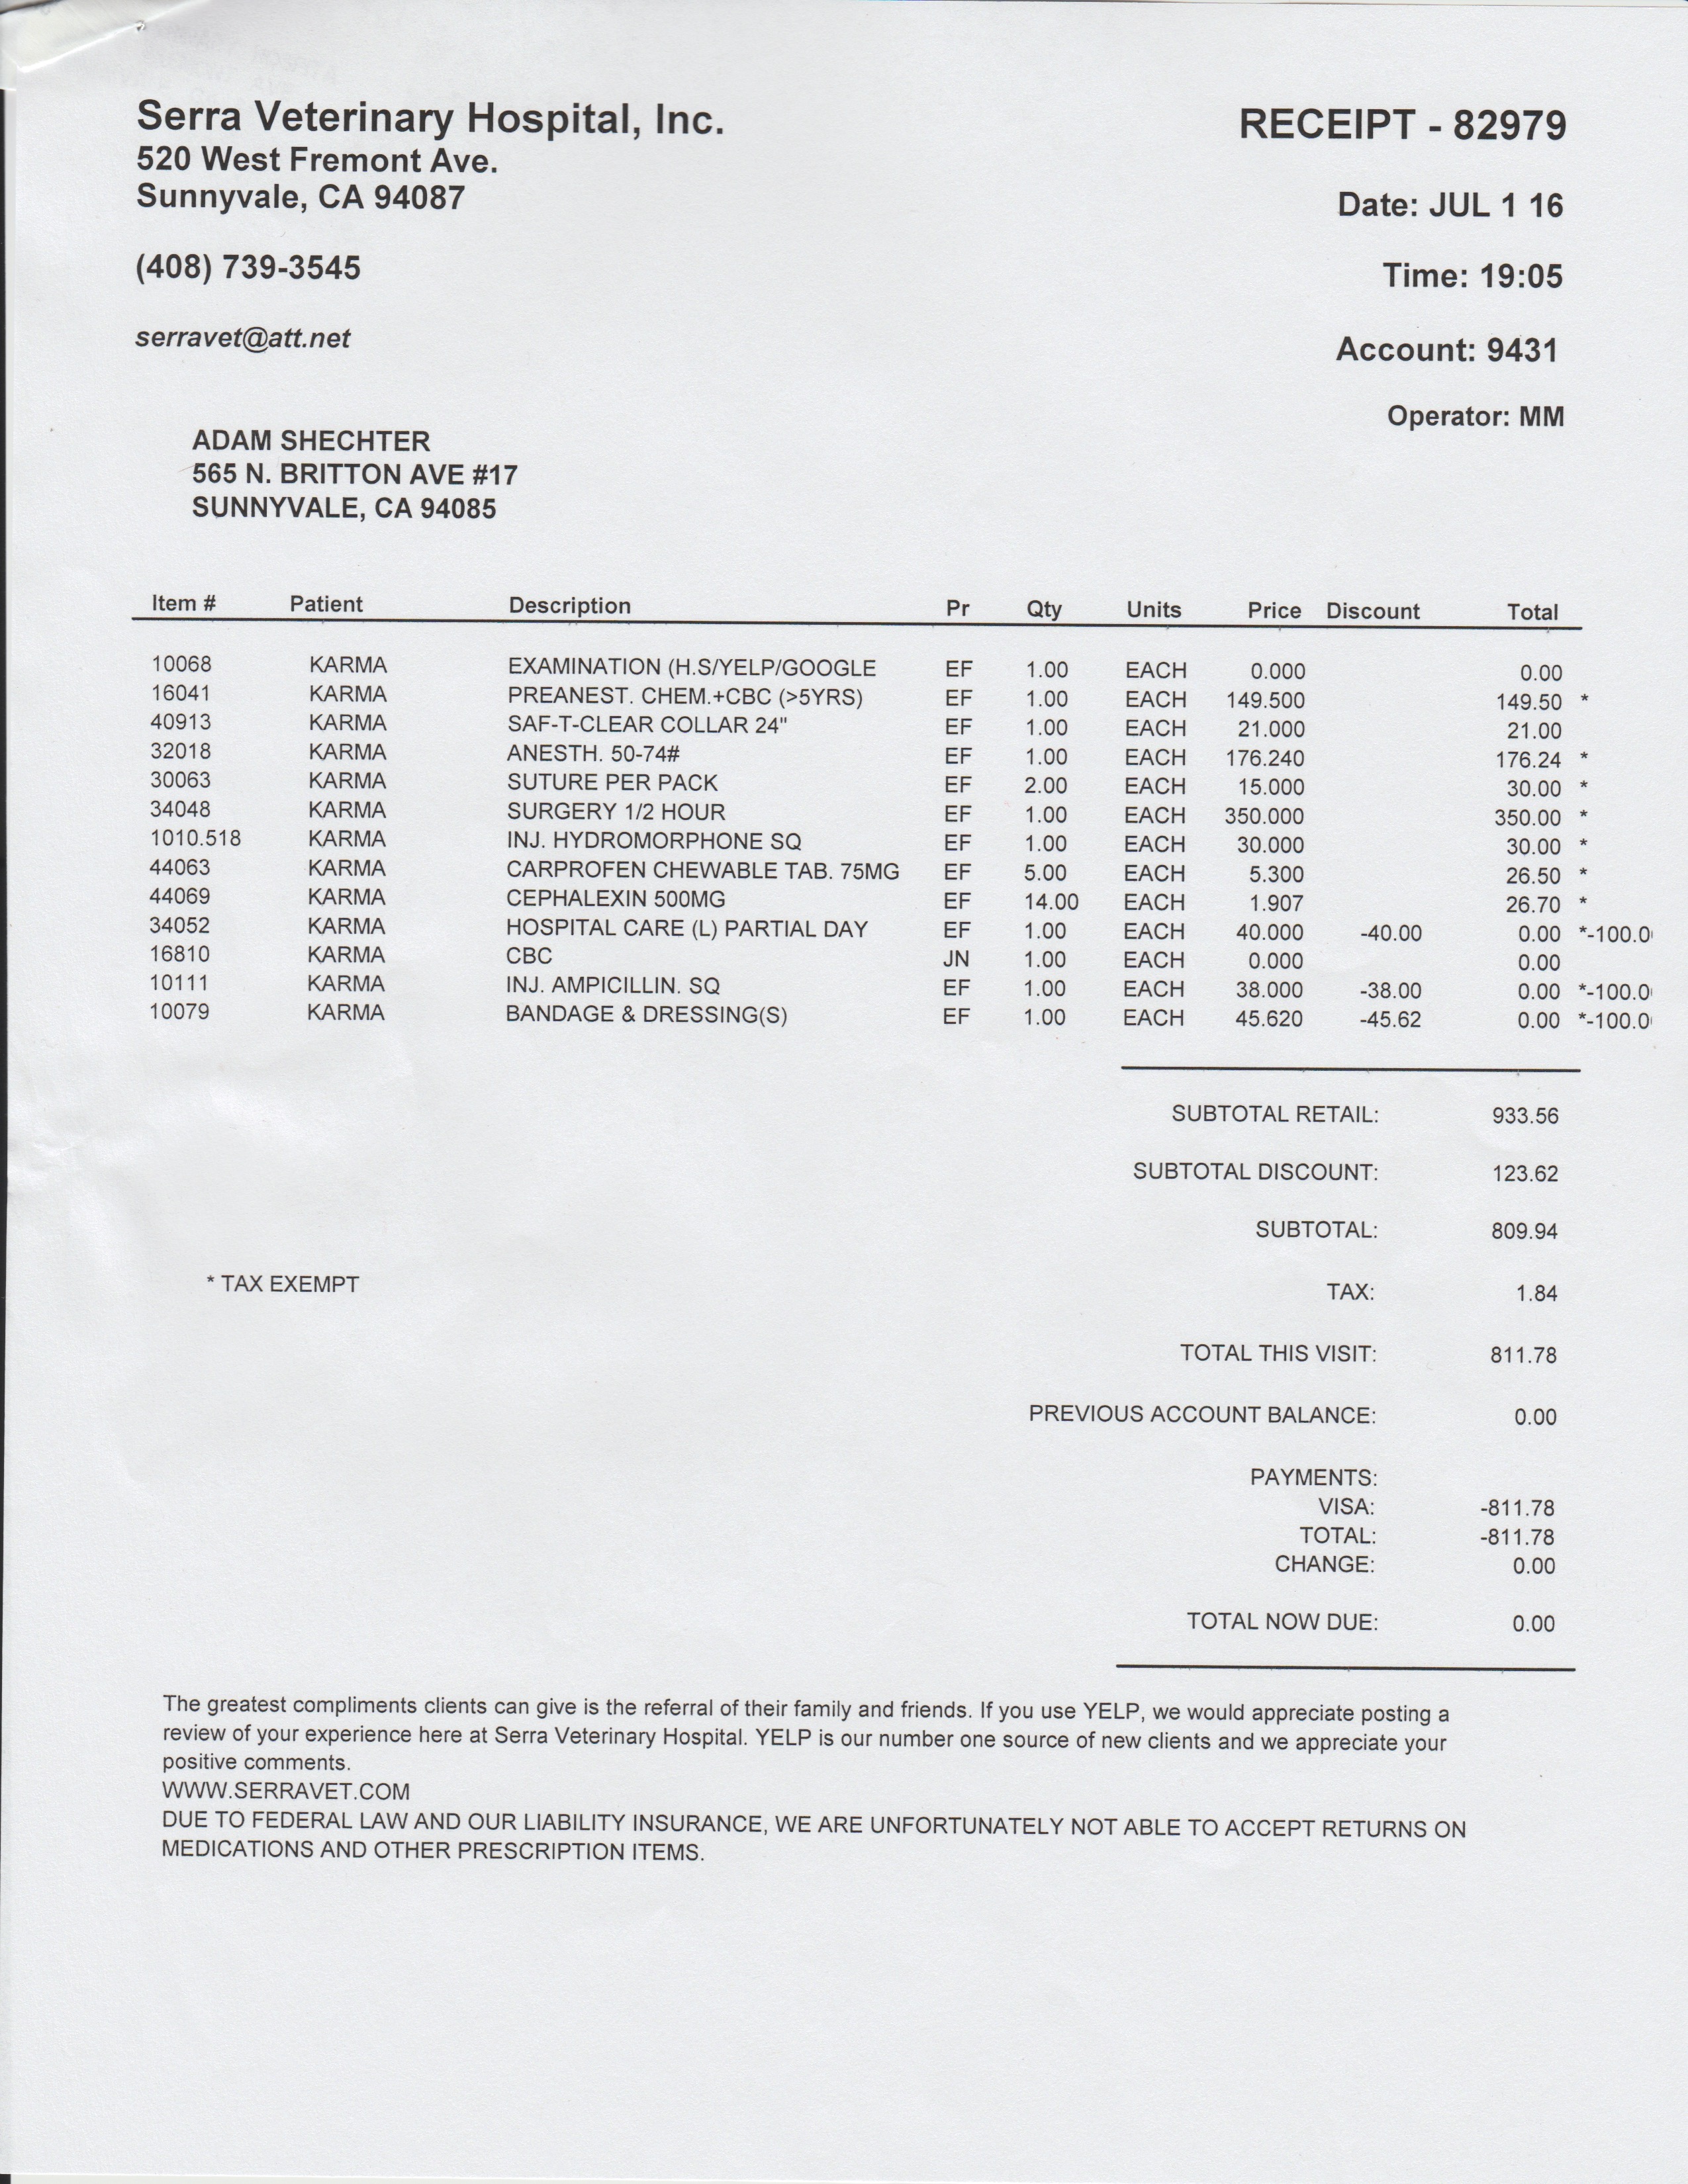 Serra Veterinary Hospital, Inc.
520 West Fremont Ave.
Sunnyvale, CA 94087
(408) 739-3545
serravet@att.net
RECEIPT - 82979
Date: JUL 1 16
Time: 19:05
Account: 9431
Operator: MM
ADAM SHECHTER
565 N. BRITTON AVE #17
SUNNYVALE, CA 94085
Item # Patient Description Pr Qty Units Price Discount Total
10068 KARMA EXAMINATION (H.S/YELP/GOOGLE EF 1.00 EACH 0.000 0.00
16041 KARMA PREANEST. CHEM.+CBC (>5YRS) EF 1.00 EACH 149.500 149.50 *
40913 KARMA SAF-T-CLEAR COLLAR 24" EF 1.00 EACH 21.000 21.00
32018 KARMA ANESTH. 50-74# EF 1.00 EACH 176.240 176.24 *
30063 KARMA SUTURE PER PACK EF 2.00 EACH 15.000 30.00 *
34048 KARMA SURGERY 1/2 HOUR EF 1.00 EACH 350.000 350.00 *
1010.518 KARMA INJ. HYDROMORPHONE SQ EF 1.00 EACH 30.000 30.00 *
44063 KARMA CARPROFEN CHEWABLE TAB. 75MG EF 5.00 EACH 5.300 26.50 *
44069 KARMA CEPHALEXIN 500MG EF 14.00 EACH 1.907 26.70 *
34052 KARMA HOSPITAL CARE (L) PARTIAL DAY EF 1.00 EACH 40.000 -40.00 0.00 *-100.0
16810 KARMA CBC JN 1.00 EACH 0.000 0.00
10111 KARMA INJ. AMPICILLIN. SQ EF 1.00 EACH 38.000 -38.00 0.00 *-100.0
10079 KARMA BANDAGE & DRESSING(S) EF 1.00 EACH 45.620 -45.62 0.00 *-100.0
SUBTOTAL RETAIL: 933.56
SUBTOTAL DISCOUNT: 123.62
SUBTOTAL: 809.94
* TAX EXEMPT
TAX: 1.84
TOTAL THIS VISIT: 811.78
PREVIOUS ACCOUNT BALANCE: 0.00
PAYMENTS:
VISA: -811.78
TOTAL: -811.78
CHANGE: 0.00
TOTAL NOW DUE: 0.00
The greatest compliments clients can give is the referral of their family and friends. If you use YELP, we would appreciate posting a
review of your experience here at Serra Veterinary Hospital. YELP is our number one source of new clients and we appreciate your
positive comments.
WWW.SERRAVET.COM
DUE TO FEDERAL LAW AND OUR LIABILITY INSURANCE, WE ARE UNFORTUNATELY NOT ABLE TO ACCEPT RETURNS ON
MEDICATIONS AND OTHER PRESCRIPTION ITEMS.